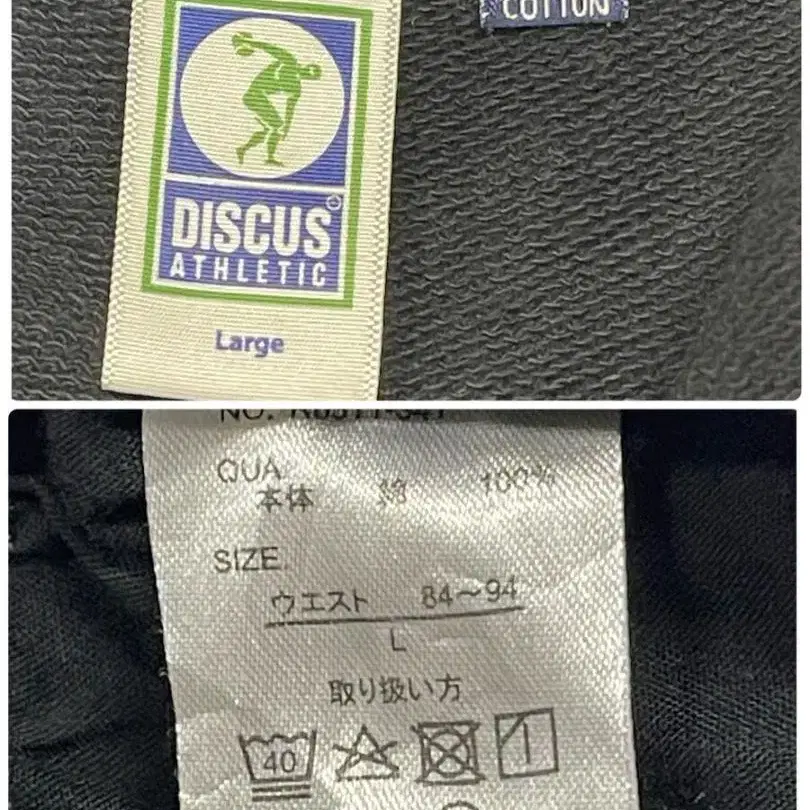 COTTON
DISCUS
ATHLETIC
Large
QUA
本体 綿 100%
SIZE
ウエスト 84～94
L
取り扱い方
40
1